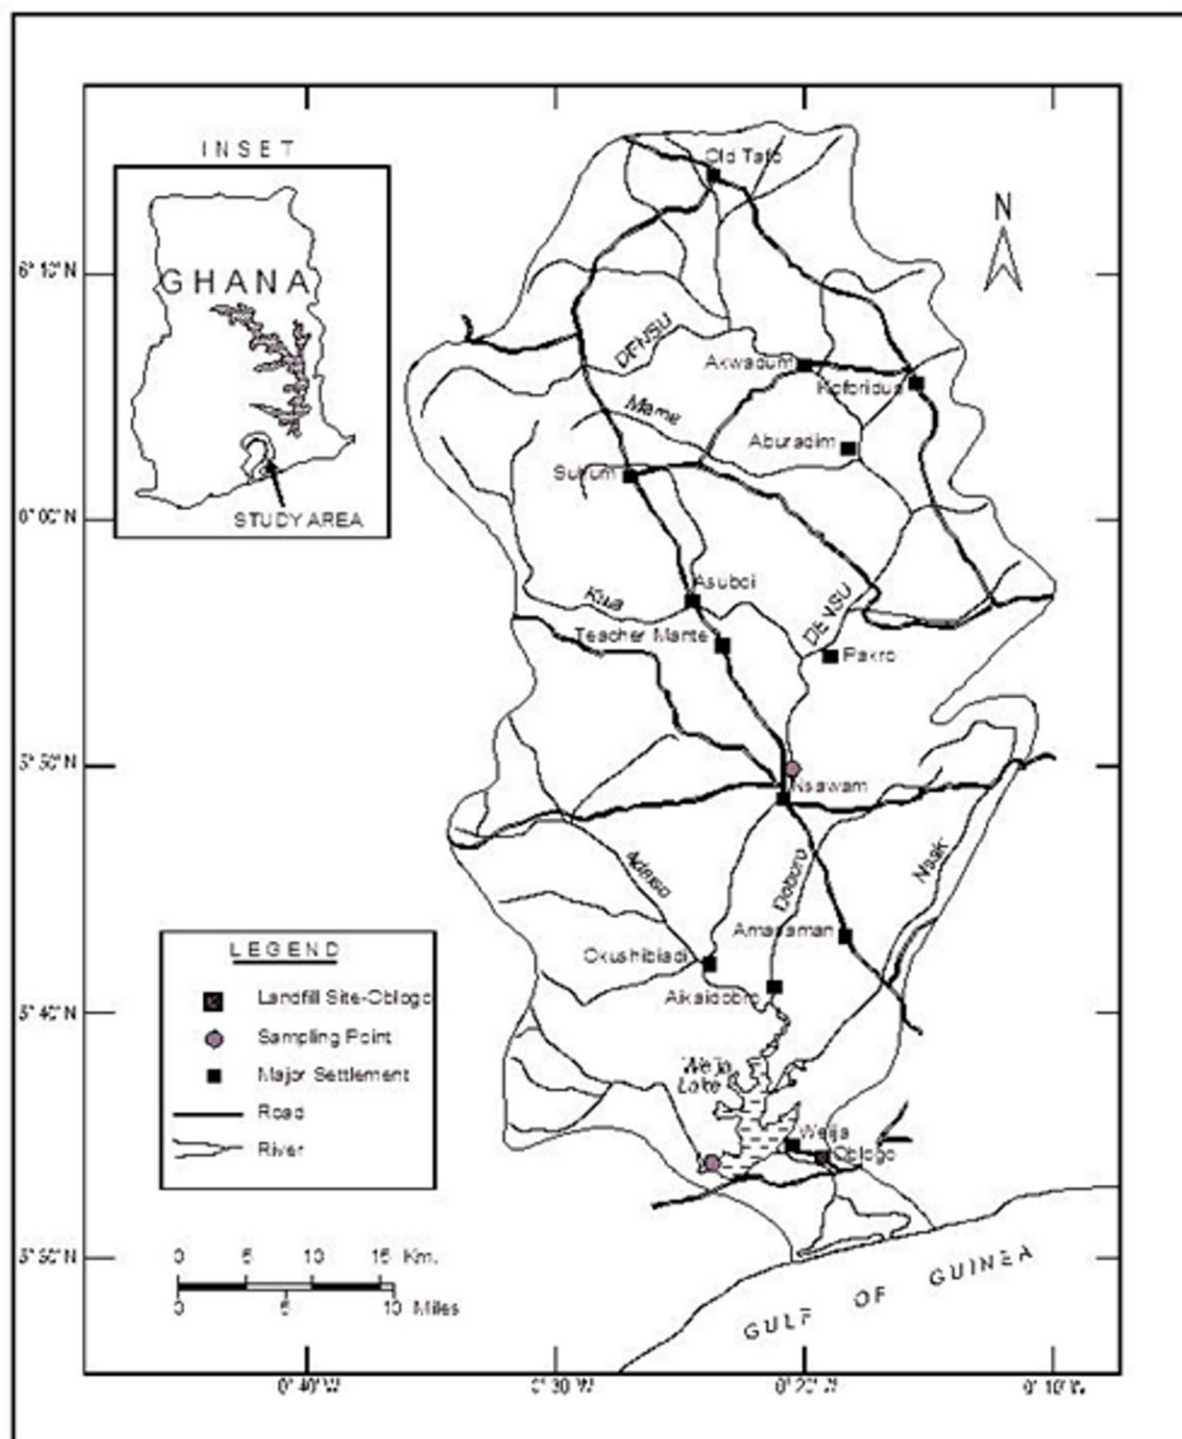 INSET
GHANA
STUDY AREA
N
Old Tafo
DENSU
Akwadum
Koforidua
Mame
Aburadim
Suhum
Asuboi
Kua
DENSU
Teacher Mante
Pakro
Nsawam
Adeiso
Doboro
Nsaki
Amasaman
Okushibiadi
Weija
Lake
Weija
Oblogo
GULF OF GUINEA
6°10"N
6°00"N
5°50"N
5°40"N
5°30"N
0°40"W
0°30"W
0°20"W
0°10"W
LEGEND
Landfill Site-Oblogo
Sampling Point
Major Settlement
Road
River
0 5 10 15 Km.
0 5 10 Miles